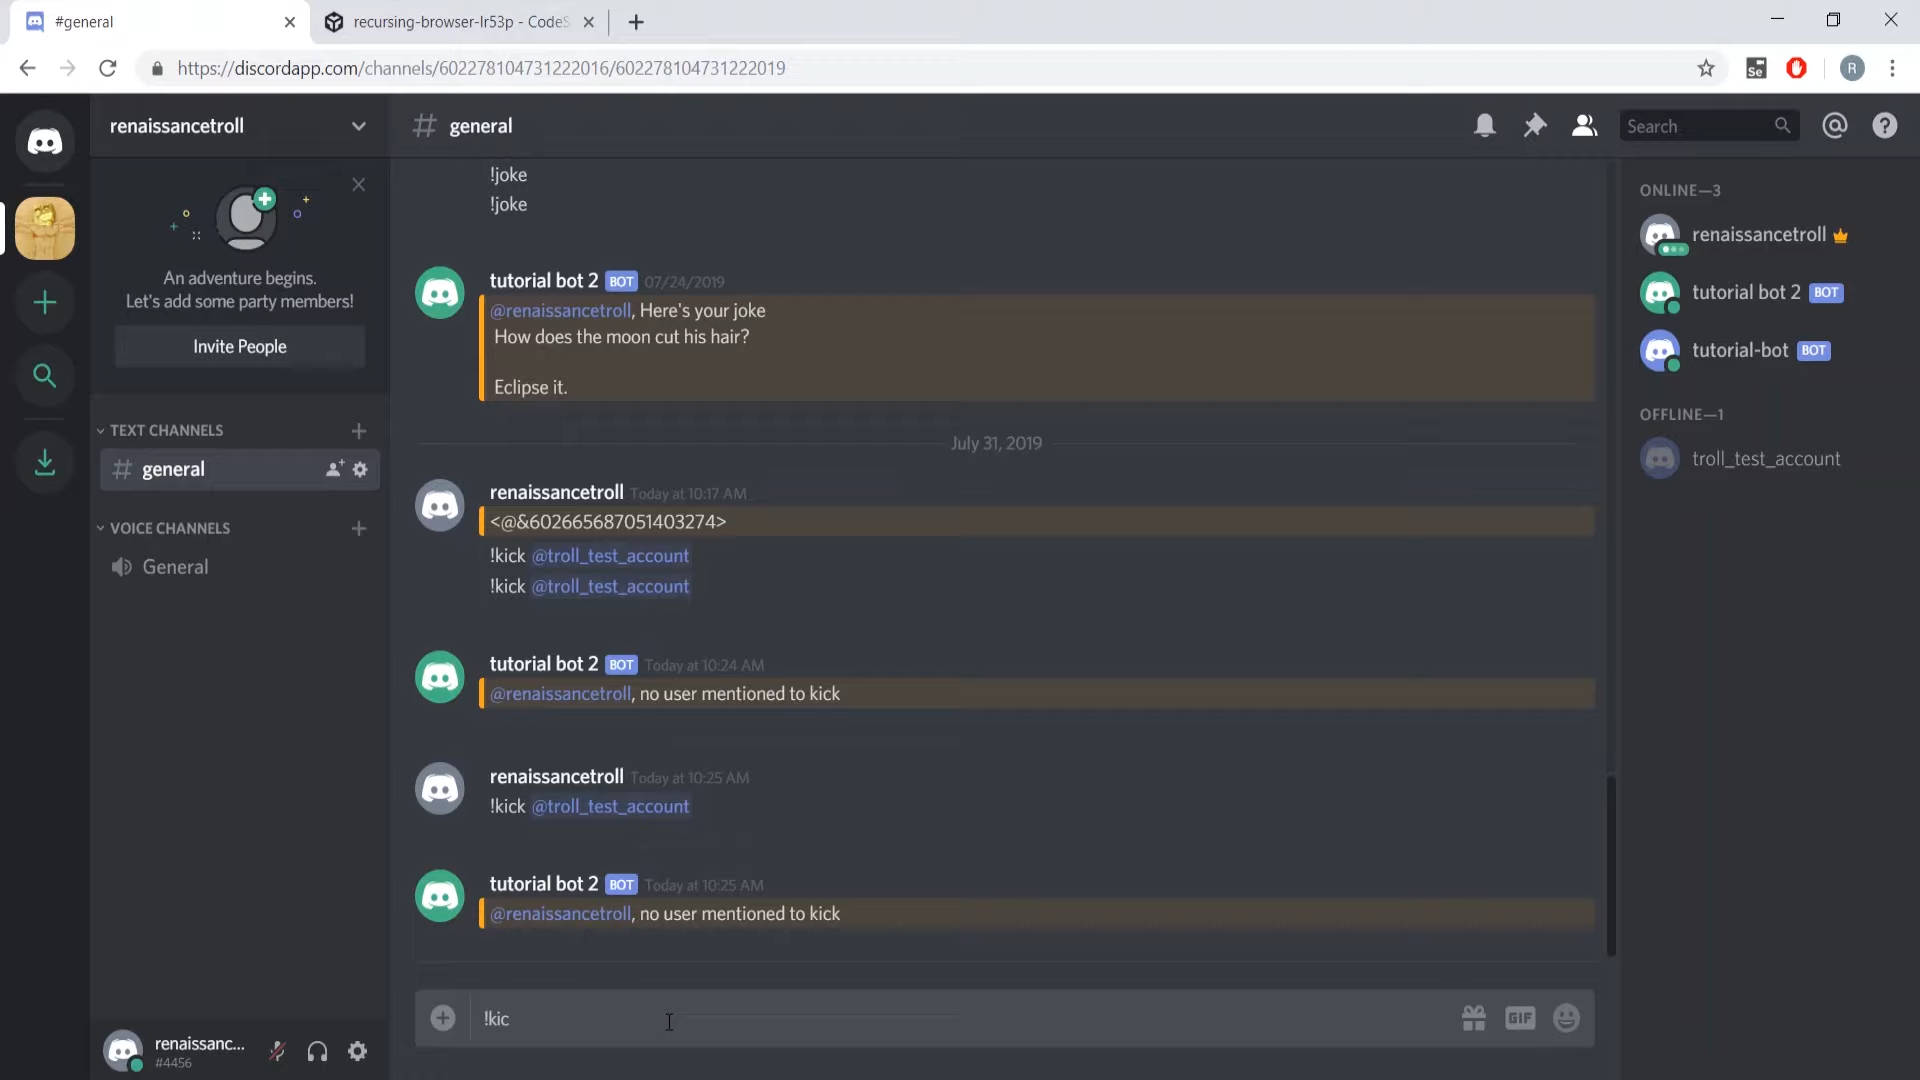 #general
recursing-browser-lr53p - CodeS
https://discordapp.com/channels/602278104731222016/602278104731222019
Se
R
renaissancetroll
general
Search
An adventure begins.
Let's add some party members!
Invite People
TEXT CHANNELS
general
VOICE CHANNELS
General
!joke
!joke
tutorial bot 2 BOT 07/24/2019
@renaissancetroll, Here's your joke
How does the moon cut his hair?
Eclipse it.
July 31, 2019
renaissancetroll Today at 10:17 AM
<@&602665687051403274>
!kick @troll_test_account
!kick @troll_test_account
tutorial bot 2 BOT Today at 10:24 AM
@renaissancetroll, no user mentioned to kick
renaissancetroll Today at 10:25 AM
!kick @troll_test_account
tutorial bot 2 BOT Today at 10:25 AM
@renaissancetroll, no user mentioned to kick
!kic
GIF
ONLINE—3
renaissancetroll
tutorial bot 2 BOT
tutorial-bot BOT
OFFLINE—1
troll_test_account
renaissanc...
#4456